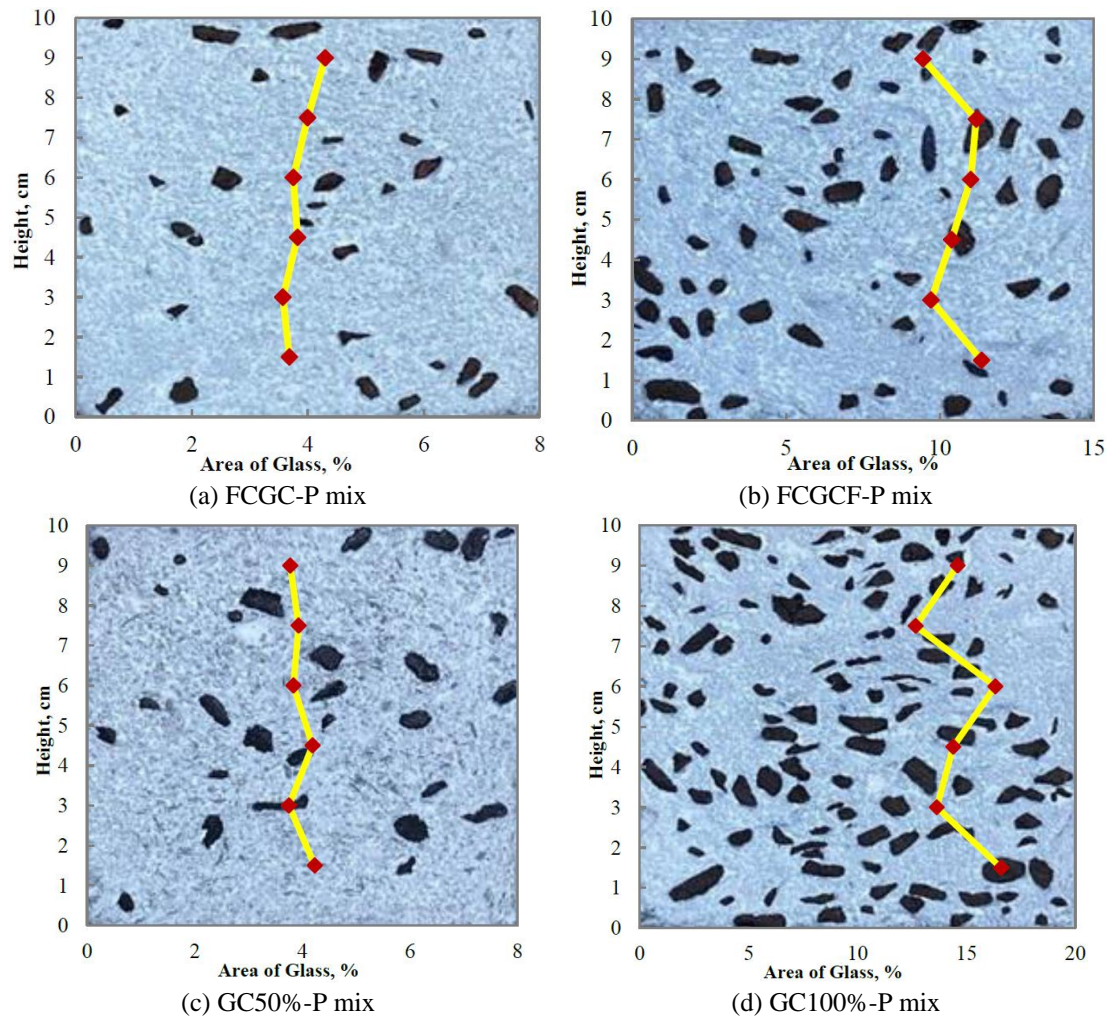 10
9
8
7
6
5
4
3
2
1
0
Height, cm
0 2 4 6 8
Area of Glass, %
(a) FCGC-P mix
10
9
8
7
6
5
4
3
2
1
0
Height, cm
0 5 10 15
Area of Glass, %
(b) FCGCF-P mix
10
9
8
7
6
5
4
3
2
1
0
Height, cm
0 2 4 6 8
Area of Glass, %
(c) GC50%-P mix
10
9
8
7
6
5
4
3
2
1
0
Height, cm
0 5 10 15 20
Area of Glass, %
(d) GC100%-P mix